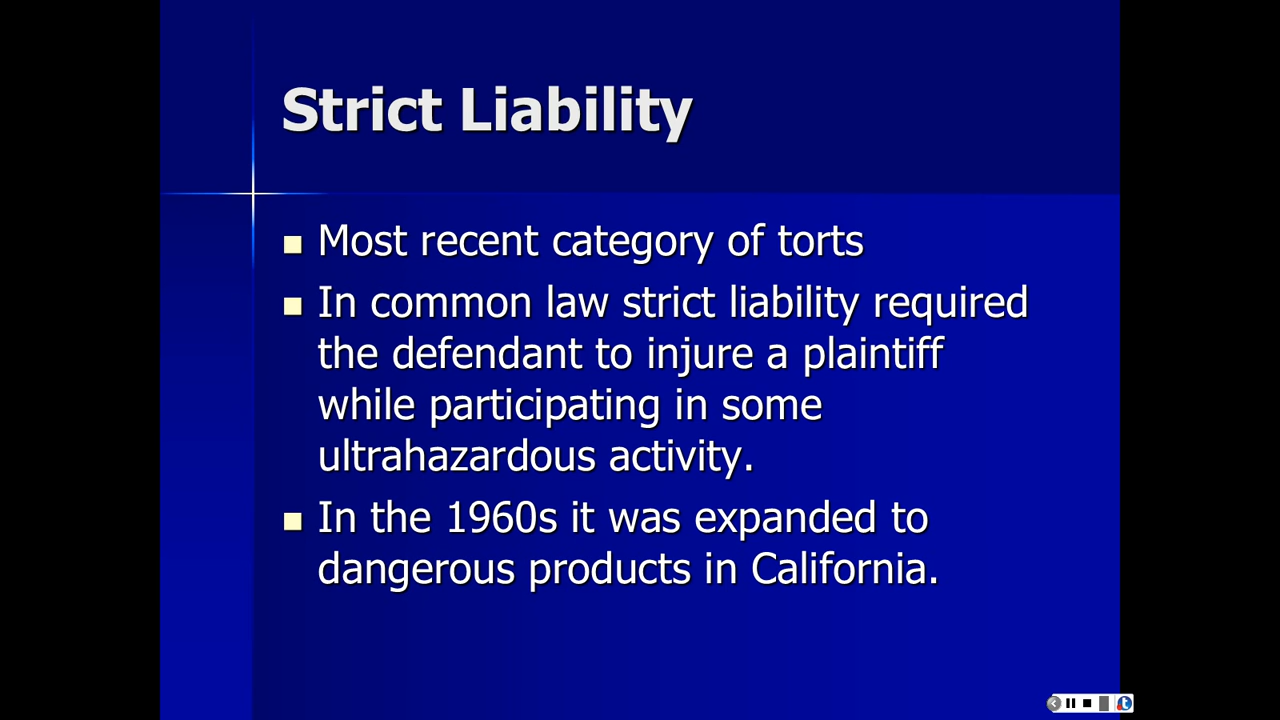 Strict Liability
Most recent category of torts
In common law strict liability required
the defendant to injure a plaintiff
while participating in some
ultrahazardous activity.
In the 1960s it was expanded to
dangerous products in California.